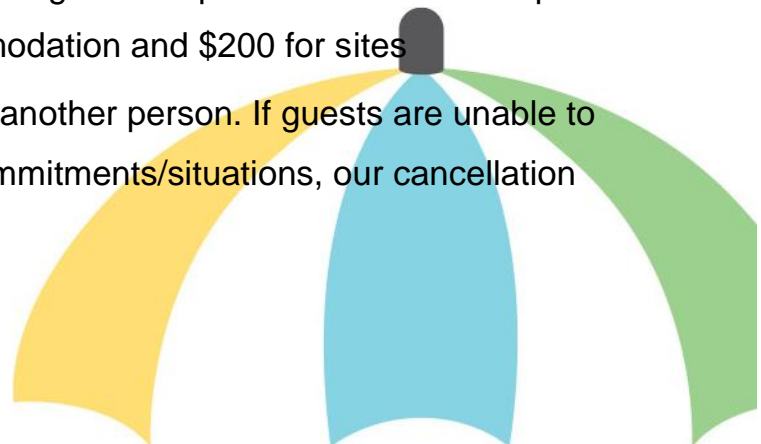 nodation and $200 for sites
another person. If guests are unable to
mmitments/situations, our cancellation